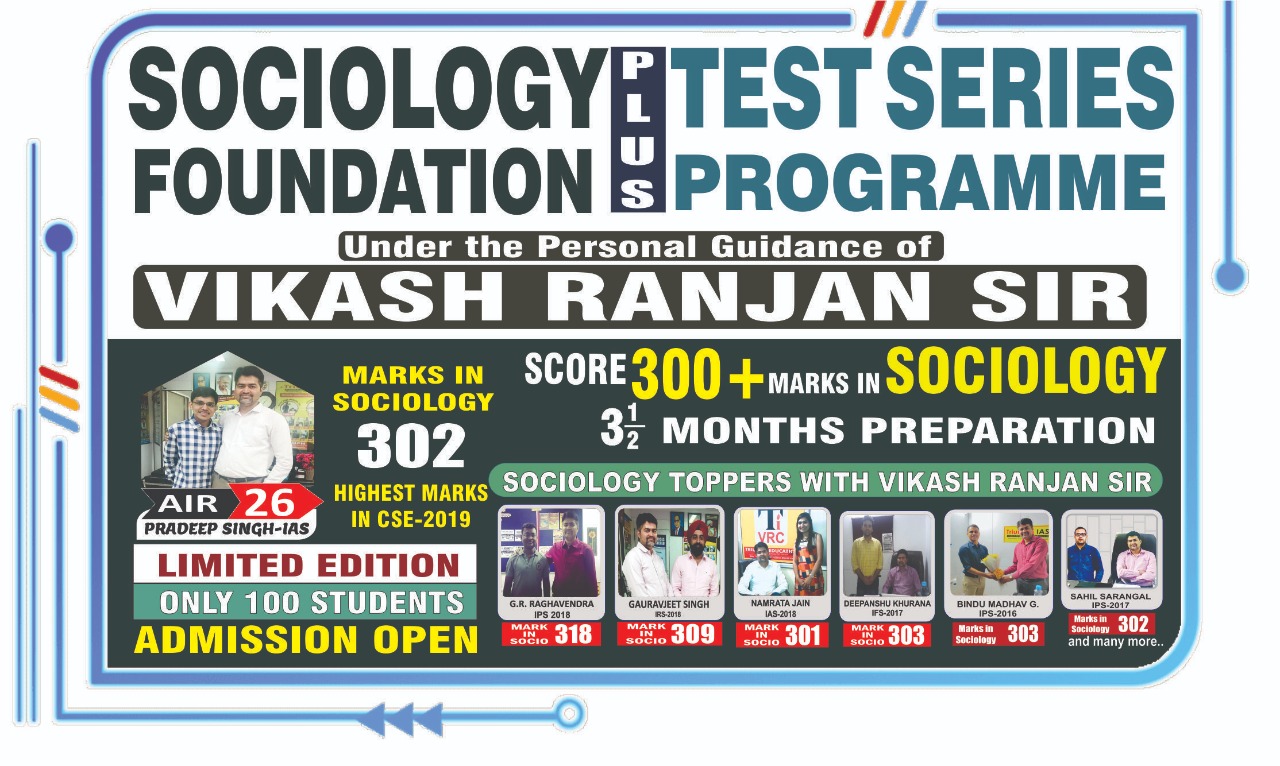 SOCIOLOGY
FOUNDATION
PLUS
TEST SERIES
PROGRAMME
Under the Personal Guidance of
VIKASH RANJAN SIR
AIR 26
PRADEEP SINGH-IAS
MARKS IN
SOCIOLOGY
302
HIGHEST MARKS
IN CSE-2019
LIMITED EDITION
ONLY 100 STUDENTS
ADMISSION OPEN
SCORE 300+ MARKS IN SOCIOLOGY
3 1/2 MONTHS PREPARATION
SOCIOLOGY TOPPERS WITH VIKASH RANJAN SIR
G.R. RAGHAVENDRA
IPS 2018
MARK IN SOCIO 318
GAURAVJEET SINGH
IRS-2018
MARK IN SOCIO 309
VRC
NAMRATA JAIN
IAS-2018
MARK IN SOCIO 301
DEEPANSHU KHURANA
IFS-2017
MARK IN SOCIO 303
IAS
BINDU MADHAV G.
IPS-2016
Marks in Sociology 303
SAHIL SARANGAL
IPS-2017
Marks in Sociology 302
and many more..